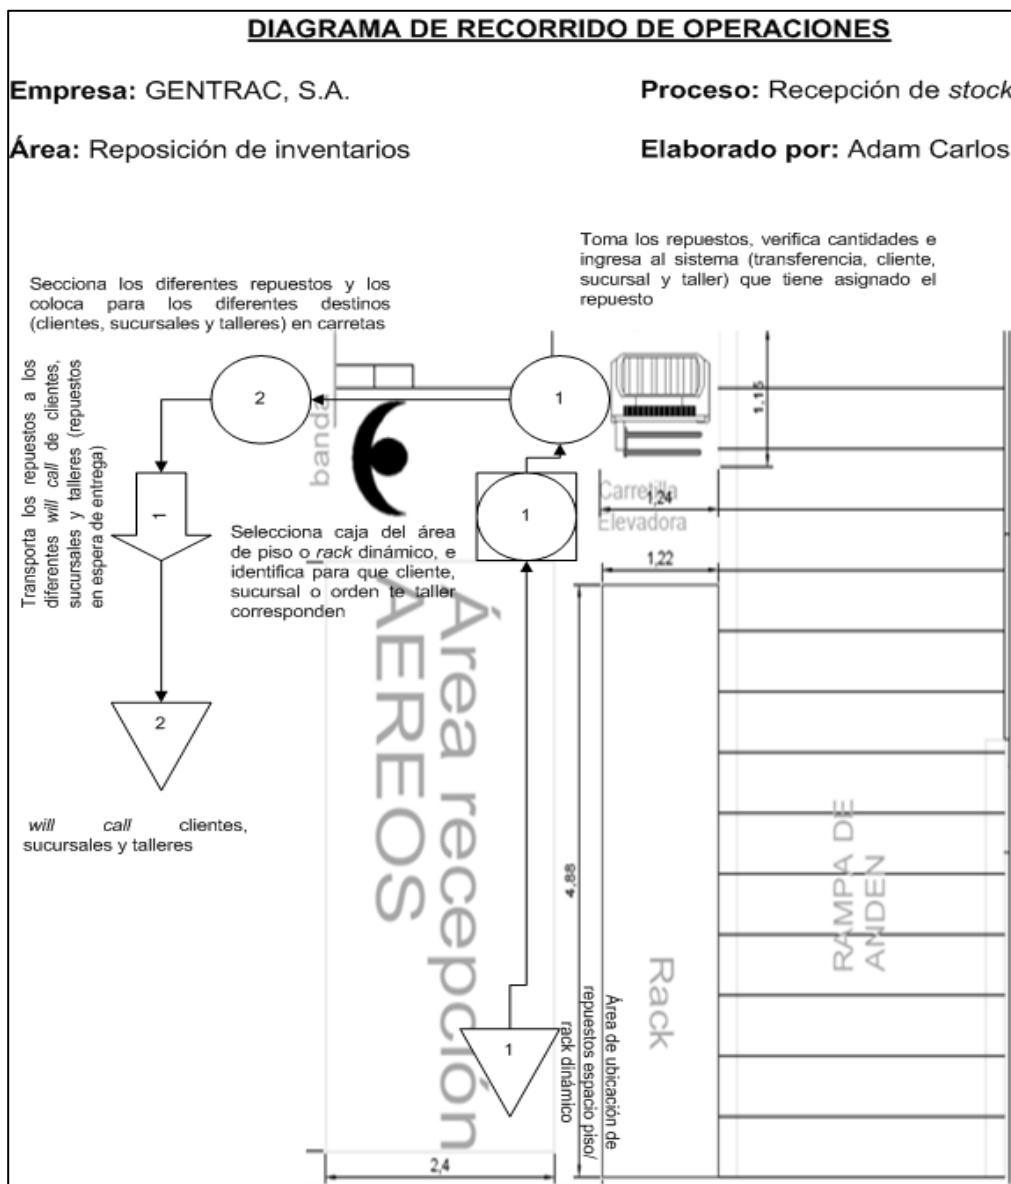 DIAGRAMA DE RECORRIDO DE OPERACIONES
Empresa: GENTRAC, S.A.
Proceso: Recepción de stock
Área: Reposición de inventarios
Elaborado por: Adam Carlos
Toma los repuestos, verifica cantidades e
ingresa al sistema (transferencia, cliente,
sucursal y taller) que tiene asignado el
repuesto
Secciona los diferentes repuestos y los
coloca para los diferentes destinos
(clientes, sucursales y talleres) en carretas
Transporta los repuestos a los
diferentes will call de clientes,
sucursales y talleres (repuestos
en espera de entrega)
2
1
banda
1,15
1
1
Carretilla
Elevadora
1,24
1,22
Selecciona caja del área
de piso o rack dinámico, e
identifica para que cliente,
sucursal o orden te taller
corresponden
2
will call clientes,
sucursales y talleres
Área recepción
AEREOS
4,88
Rack
RAMPA DE
ANDEN
Área de ubicación de
repuestos espacio piso/
rack dinámico
1
2,4